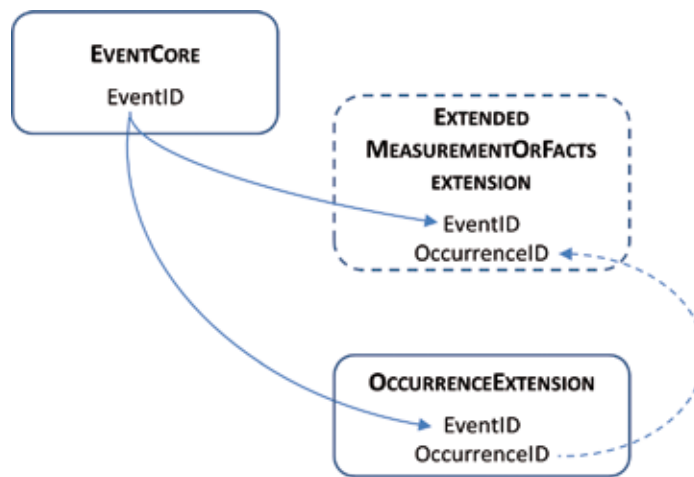 EVENTCORE
EventID
EXTENDED
MEASUREMENTORFACTS
EXTENSION
EventID
OccurrenceID
OCCURRENCEEXTENSION
EventID
OccurrenceID